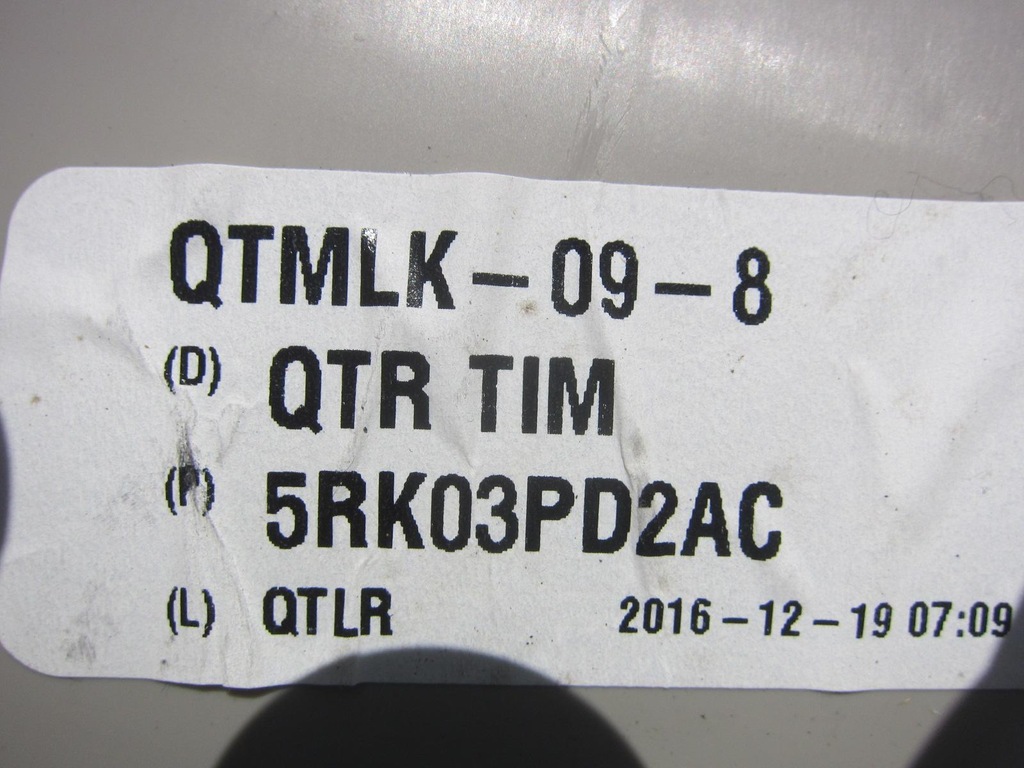 QTMLK-09-8
(D) QTR TIM
(P) 5RK03PD2AC
(L) QTLR 2016-12-19 07:09